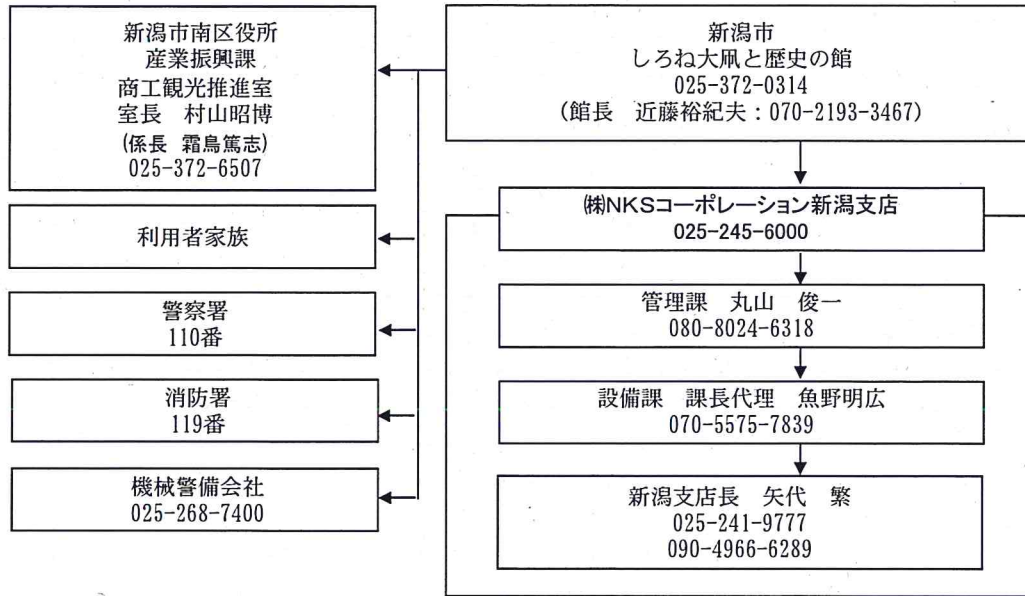 新潟市南区役所
産業振興課
商工観光推進室
室長　村山昭博
(係長　霜鳥篤志)
025-372-6507
利用者家族
警察署
110番
消防署
119番
機械警備会社
025-268-7400
新潟市
しろね大凧と歴史の館
025-372-0314
(館長　近藤裕紀夫：070-2193-3467)
㈱NKSコーポレーション新潟支店
025-245-6000
管理課　丸山　俊一
080-8024-6318
設備課　課長代理　魚野明広
070-5575-7839
新潟支店長　矢代　繁
025-241-9777
090-4966-6289